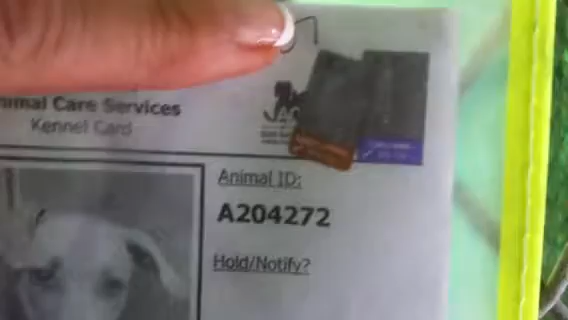 nimal Care Services
Kennel Card
Animal ID:
A204272
Hold/Notify?